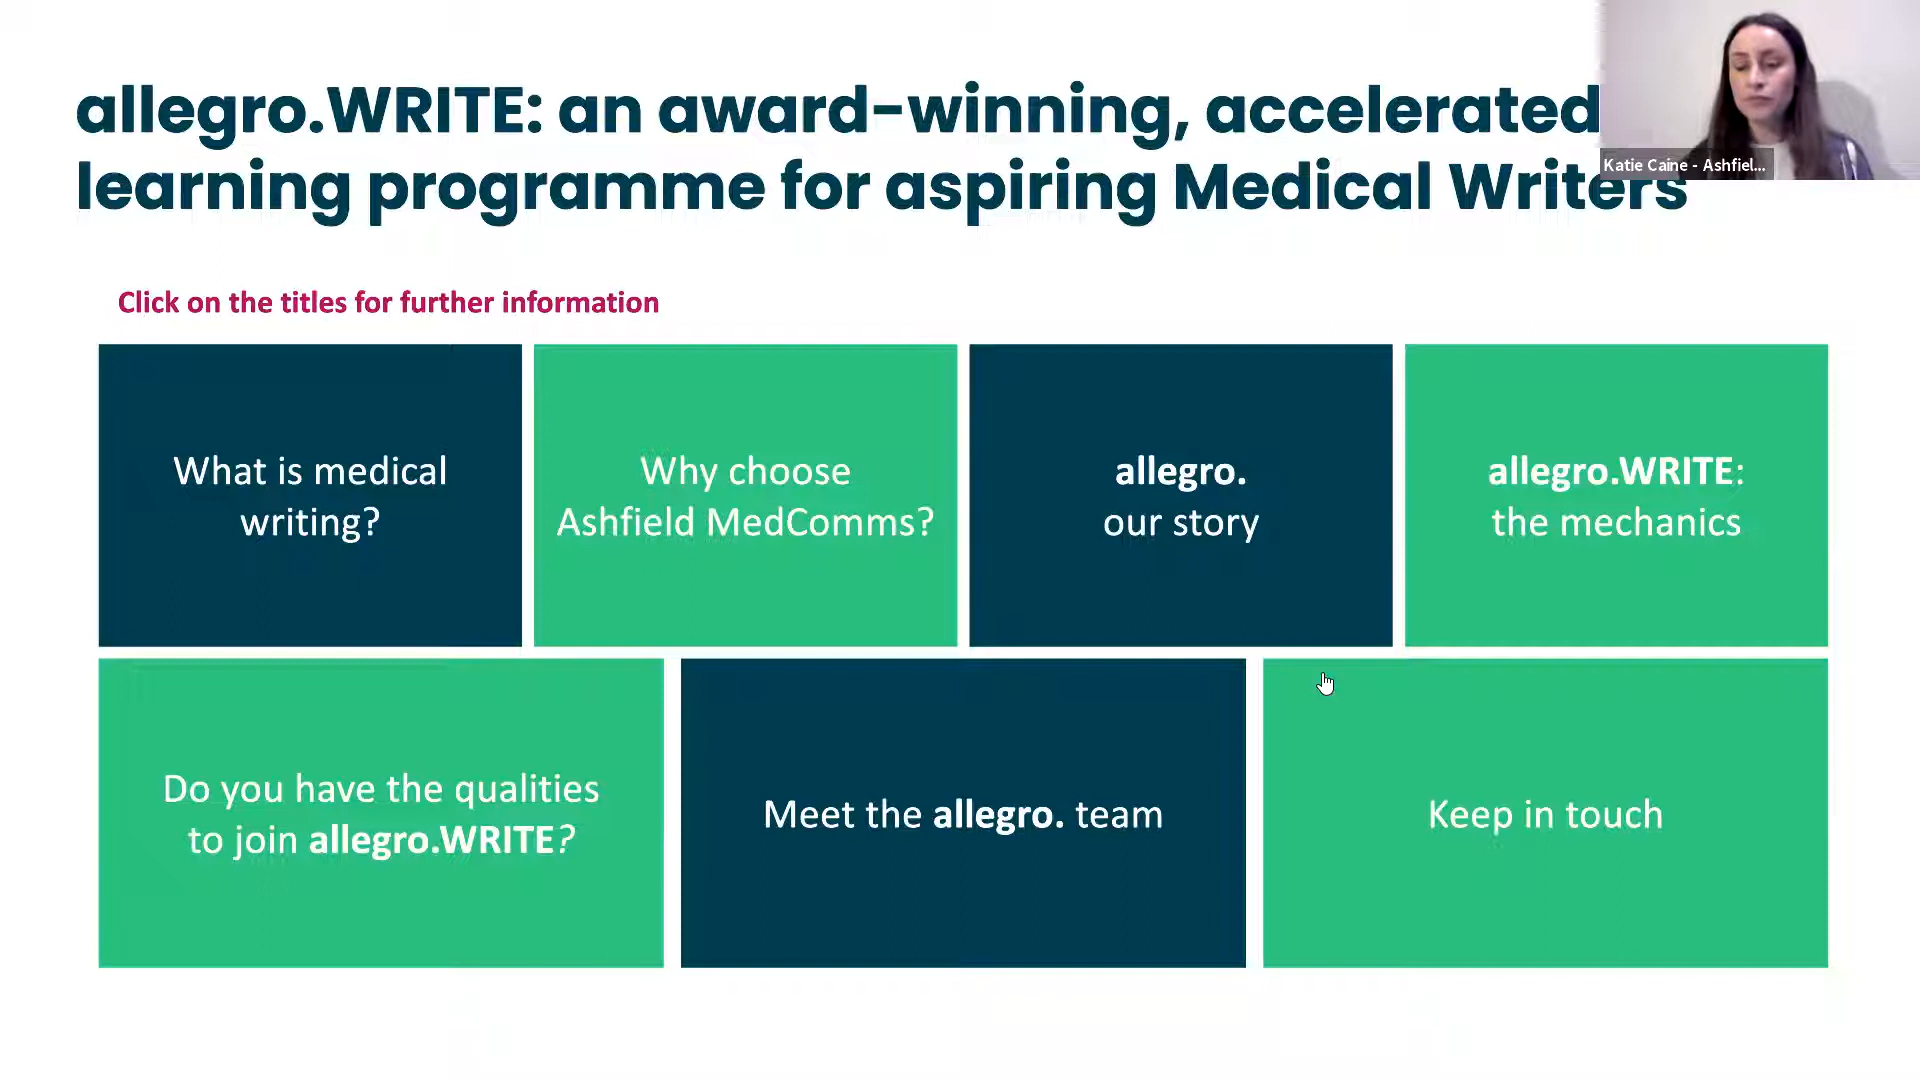 allegro.WRITE: an award-winning, accelerated
learning programme for aspiring Medical Writers
Katie Caine - Ashfiel...
Click on the titles for further information
What is medical
writing?
Why choose
Ashfield MedComms?
allegro.
our story
allegro.WRITE:
the mechanics
Do you have the qualities
to join allegro.WRITE?
Meet the allegro. team
Keep in touch